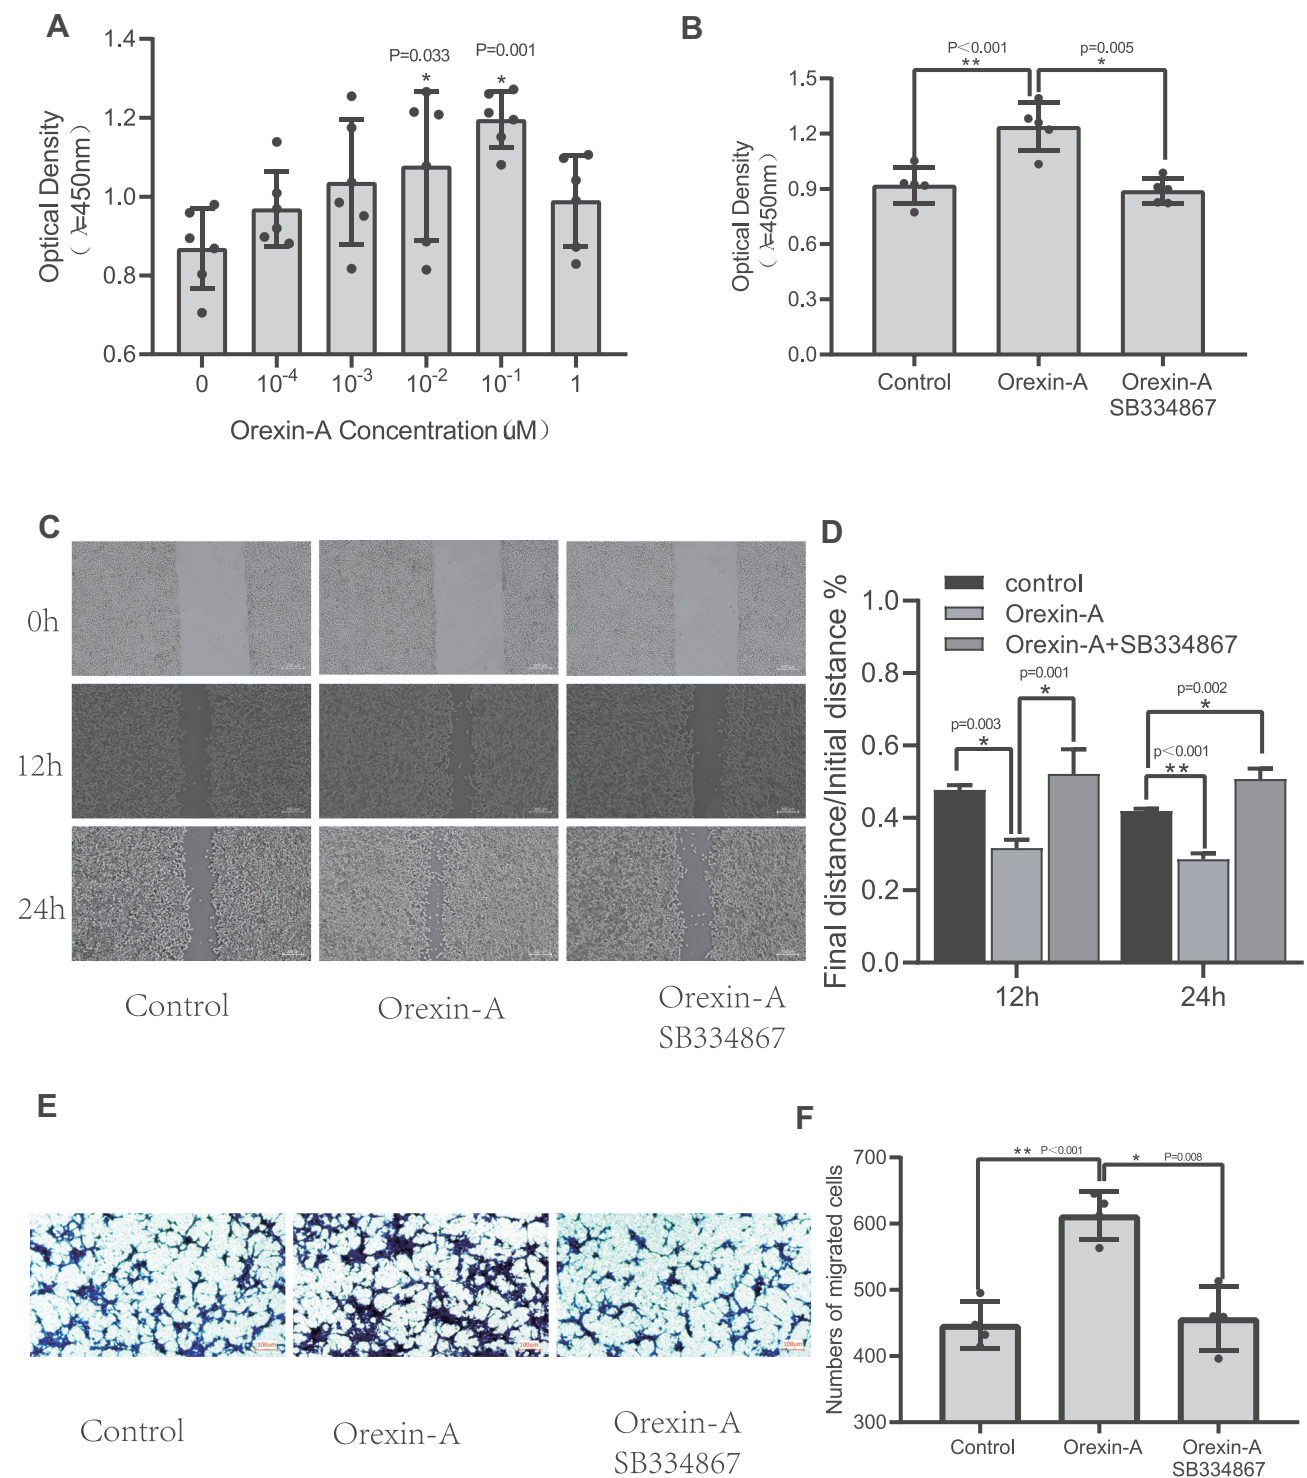 A
1.4
1.2
1.0
0.8
0.6
Optical Density
（λ=450nm）
P=0.033
*
P=0.001
*
0 10-4 10-3 10-2 10-1 1
Orexin-A Concentration uM）
B
1.5
1.2
0.9
0.6
0.3
0.0
Optical Density
（λ=450nm）
P＜0.001
**
p=0.005
*
Control Orexin-A Orexin-A
SB334867
C
0h
12h
24h
Control Orexin-A Orexin-A
SB334867
D
control
Orexin-A
Orexin-A+SB334867
Final distance/Initial distance %
1.0
0.8
0.6
0.4
0.2
0.0
p=0.003
*
p=0.001
*
p=0.002
*
p＜0.001
**
12h 24h
E
100um 100um 100um
Control Orexin-A Orexin-A
SB334867
F
700
600
500
400
300
Numbers of migrated cells
** P＜0.001
* P=0.008
Control Orexin-A Orexin-A
SB334867